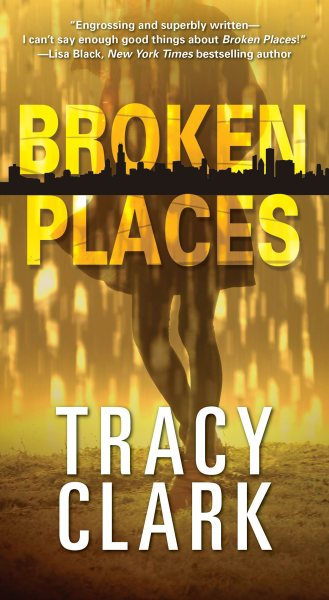 “Engrossing and superbly written—
I can’t say enough good things about Broken Places!”
—Lisa Black, New York Times bestselling author
BROKEN
PLACES
TRACY
CLARK